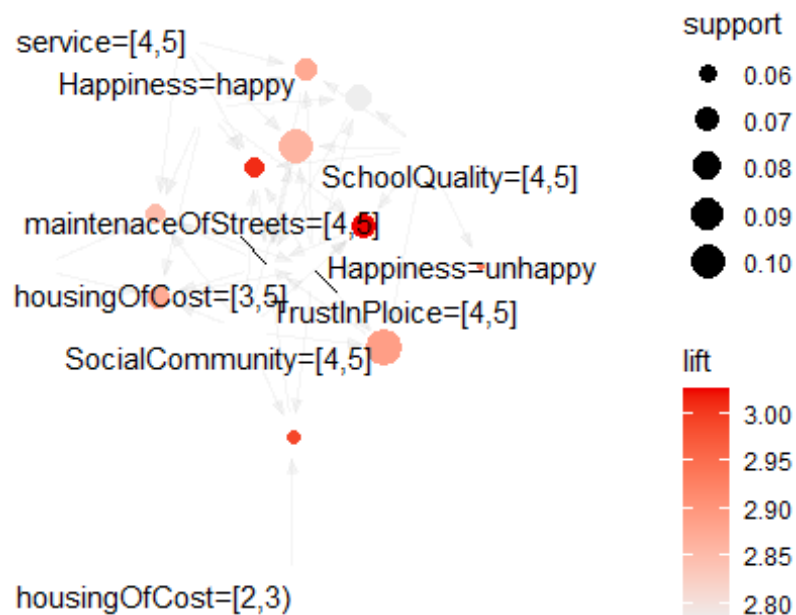 service=[4,5]
Happiness=happy
SchoolQuality=[4,5]
maintenaceOfStreets=[4,5]
Happiness=unhappy
housingOfCost=[3,5]
TrustInPloice=[4,5]
SocialCommunity=[4,5]
housingOfCost=[2,3)
support
0.06
0.07
0.08
0.09
0.10
lift
3.00
2.95
2.90
2.85
2.80